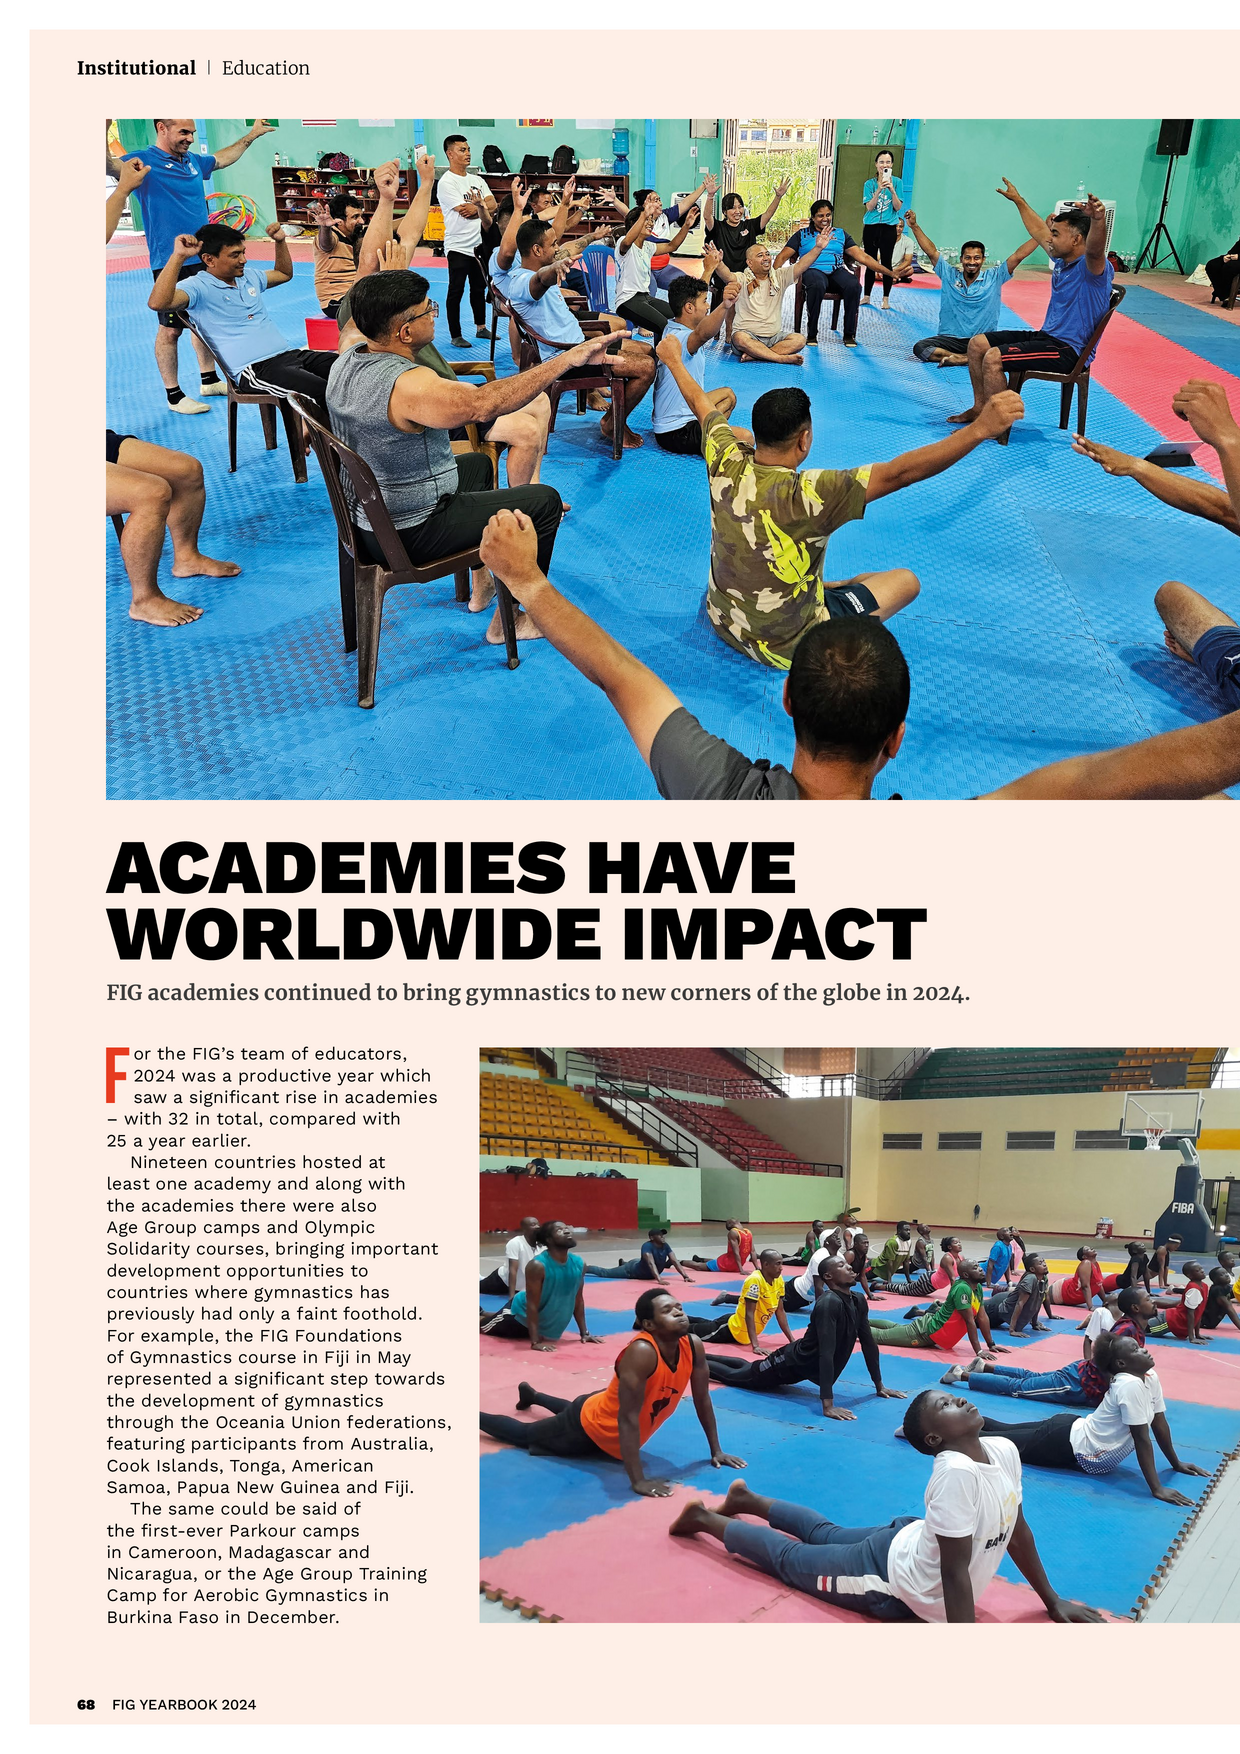 Institutional | Education
ACADEMIES HAVE
WORLDWIDE IMPACT
FIG academies continued to bring gymnastics to new corners of the globe in 2024.
For the FIG’s team of educators,
2024 was a productive year which
saw a significant rise in academies
– with 32 in total, compared with
25 a year earlier.
Nineteen countries hosted at
least one academy and along with
the academies there were also
Age Group camps and Olympic
Solidarity courses, bringing important
development opportunities to
countries where gymnastics has
previously had only a faint foothold.
For example, the FIG Foundations
of Gymnastics course in Fiji in May
represented a significant step towards
the development of gymnastics
through the Oceania Union federations,
featuring participants from Australia,
Cook Islands, Tonga, American
Samoa, Papua New Guinea and Fiji.
The same could be said of
the first-ever Parkour camps
in Cameroon, Madagascar and
Nicaragua, or the Age Group Training
Camp for Aerobic Gymnastics in
Burkina Faso in December.
FIBA
68 FIG YEARBOOK 2024